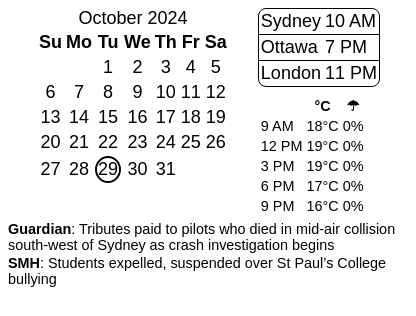 October 2024
Su Mo Tu We Th Fr Sa
1 2 3 4 5
6 7 8 9 10 11 12
13 14 15 16 17 18 19
20 21 22 23 24 25 26
27 28 29 30 31
Sydney 10 AM
Ottawa 7 PM
London 11 PM
°C ☂
9 AM 18°C 0%
12 PM 19°C 0%
3 PM 19°C 0%
6 PM 17°C 0%
9 PM 16°C 0%
Guardian: Tributes paid to pilots who died in mid-air collision
south-west of Sydney as crash investigation begins
SMH: Students expelled, suspended over St Paul’s College
bullying